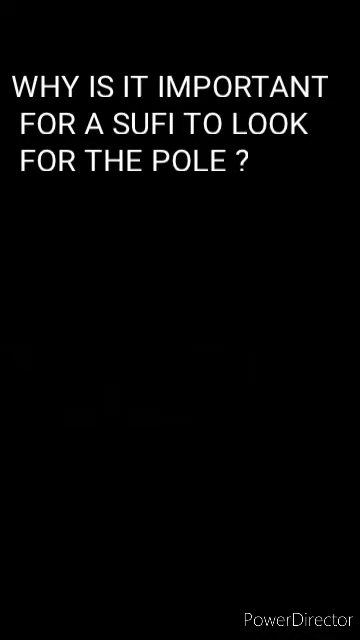 WHY IS IT IMPORTANT
FOR A SUFI TO LOOK
FOR THE POLE ?
PowerDirector